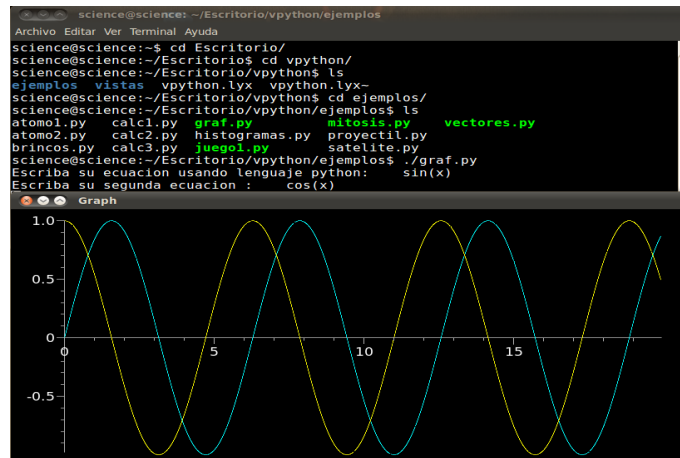 science@science: ~/Escritorio/vpython/ejemplos
Archivo Editar Ver Terminal Ayuda
science@science:~$ cd Escritorio/
science@science:~/Escritorio$ cd vpython/
science@science:~/Escritorio/vpython$ ls
ejemplos vistas vpython.lyx vpython.lyx~
science@science:~/Escritorio/vpython$ cd ejemplos/
science@science:~/Escritorio/vpython/ejemplos$ ls
atomo1.py calc1.py graf.py mitosis.py vectores.py
atomo2.py calc2.py histogramas.py proyectil.py
brincos.py calc3.py juego1.py satelite.py
science@science:~/Escritorio/vpython/ejemplos$ ./graf.py
Escriba su ecuacion usando lenguaje python: sin(x)
Escriba su segunda ecuacion : cos(x)
Graph
1.0
0.5
0
0 5 10 15
-0.5